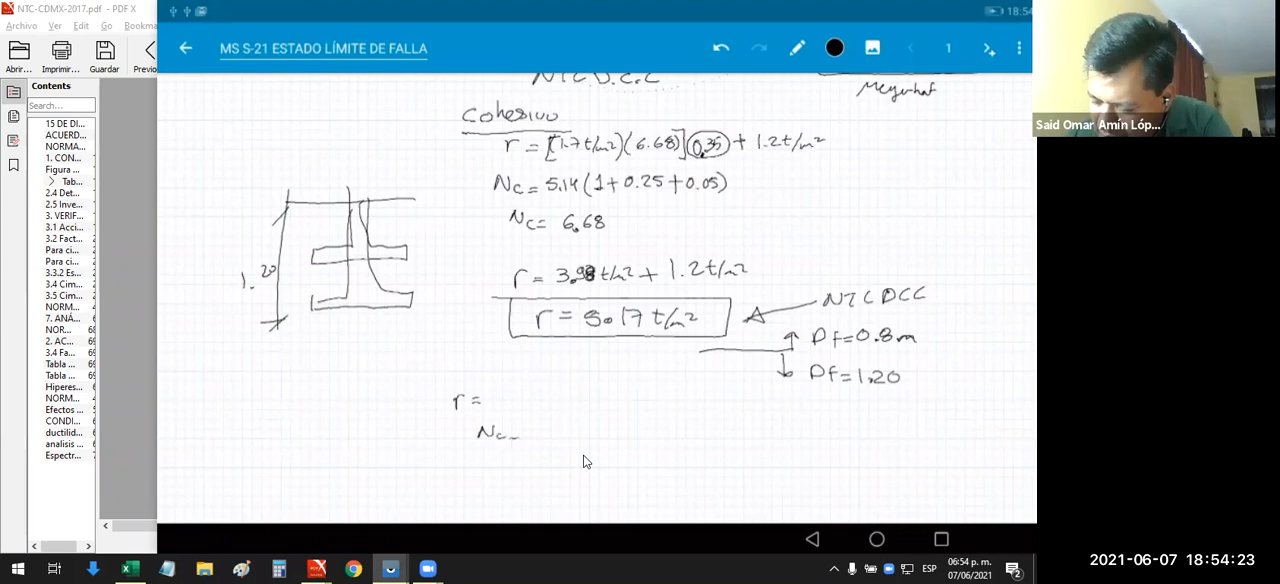 NTC-CDMX-2017.pdf - PDF X
Archivo Ver Edit Go Bookma
Abrir... Imprimir... Guardar Previo
Contents
Search...
15 DE DI
ACUERD...
NORMA...
1. CON...
Figura ...
Tab...
2.4 Det...
2.5 Inve...
3. VERIF...
3.1 Acci...
3.2 Fact...
Para ci...
Para ci...
3.3.2 Es...
3.4 Cim...
3.5 Cim...
NORM...
7. ANÁ...
NOR...
2. AC...
3.4 Fa...
Tabla ...
Tabla ...
Hiperes...
NORM...
Efectos ...
CONDI...
ductilid...
analisis ...
Espectr...
18:54
MS S-21 ESTADO LÍMITE DE FALLA
1
N T C D.C.C
Meyerhof
Cohesivo
r = [1.7 t/m²)(6.68)] 0.35 + 1.2 t/m²
Nc = 5.14 (1+0.25+0.05)
Nc = 6.68
1.20
r = 3.98 t/m² + 1.2 t/m²
r = 5.17 t/m²
NTC DCC
Df = 0.8 m
Df = 1.20
r =
Nc -
Said Omar Amín Lóp...
ESP
06:54 p. m.
07/06/2021
2
2021-06-07 18:54:23